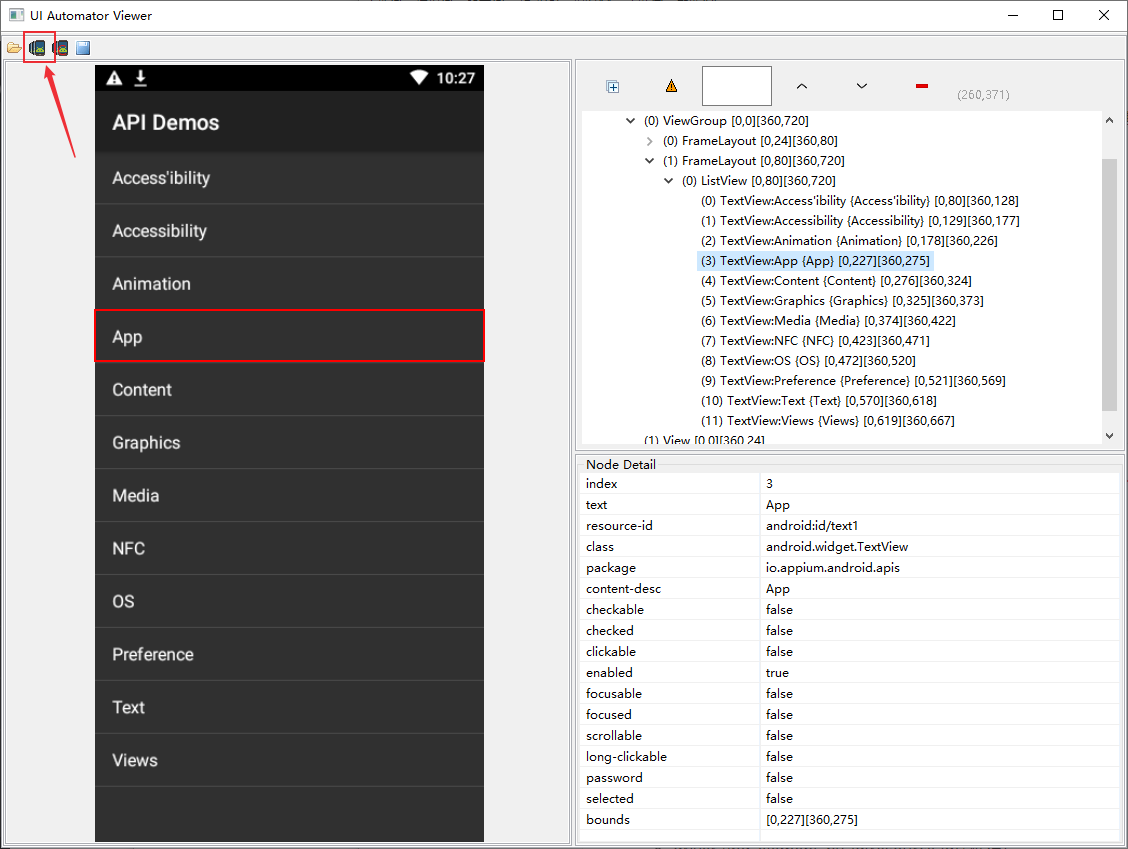 UI Automator Viewer
10:27
API Demos
Access'ibility
Accessibility
Animation
App
Content
Graphics
Media
NFC
OS
Preference
Text
Views
(260,371)
(0) ViewGroup [0,0][360,720]
(0) FrameLayout [0,24][360,80]
(1) FrameLayout [0,80][360,720]
(0) ListView [0,80][360,720]
(0) TextView:Access'ibility {Access'ibility} [0,80][360,128]
(1) TextView:Accessibility {Accessibility} [0,129][360,177]
(2) TextView:Animation {Animation} [0,178][360,226]
(3) TextView:App {App} [0,227][360,275]
(4) TextView:Content {Content} [0,276][360,324]
(5) TextView:Graphics {Graphics} [0,325][360,373]
(6) TextView:Media {Media} [0,374][360,422]
(7) TextView:NFC {NFC} [0,423][360,471]
(8) TextView:OS {OS} [0,472][360,520]
(9) TextView:Preference {Preference} [0,521][360,569]
(10) TextView:Text {Text} [0,570][360,618]
(11) TextView:Views {Views} [0,619][360,667]
(1) View [0,0][360,24]
Node Detail
index 3
text App
resource-id android:id/text1
class android.widget.TextView
package io.appium.android.apis
content-desc App
checkable false
checked false
clickable false
enabled true
focusable false
focused false
scrollable false
long-clickable false
password false
selected false
bounds [0,227][360,275]